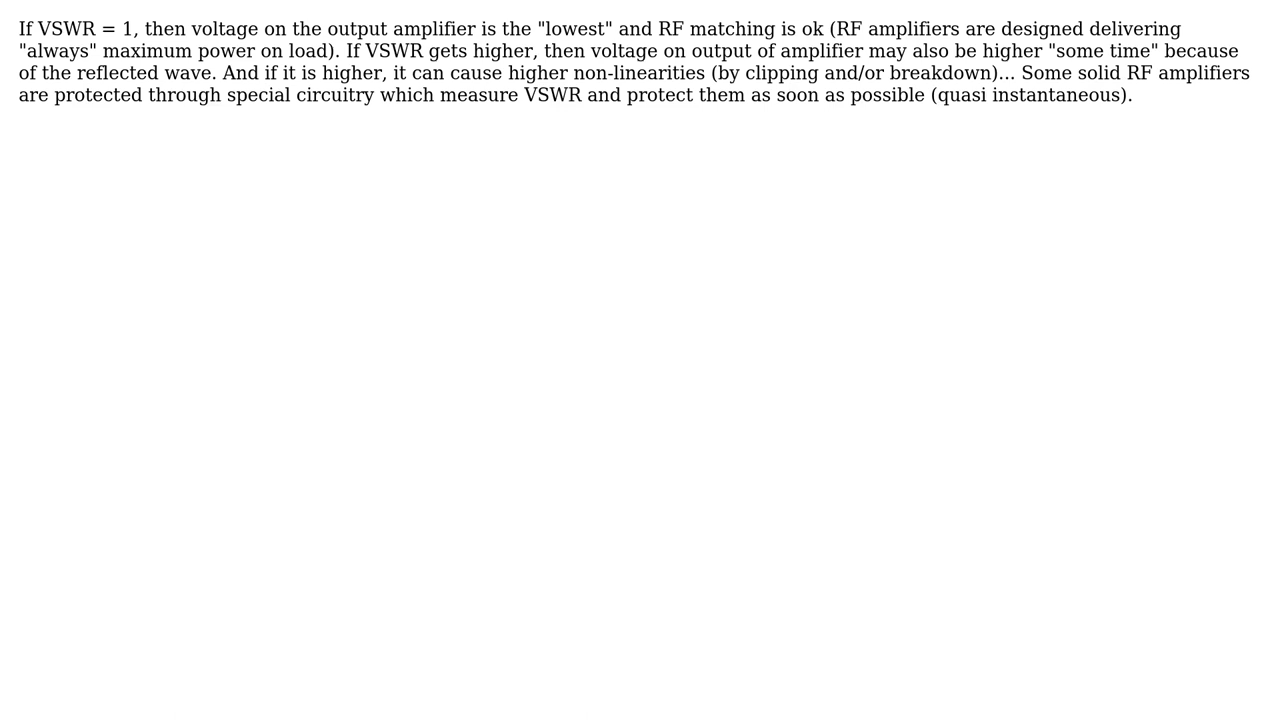 If VSWR = 1, then voltage on the output amplifier is the "lowest" and RF matching is ok (RF amplifiers are designed delivering
"always" maximum power on load). If VSWR gets higher, then voltage on output of amplifier may also be higher "some time" because
of the reflected wave. And if it is higher, it can cause higher non-linearities (by clipping and/or breakdown)... Some solid RF amplifiers
are protected through special circuitry which measure VSWR and protect them as soon as possible (quasi instantaneous).